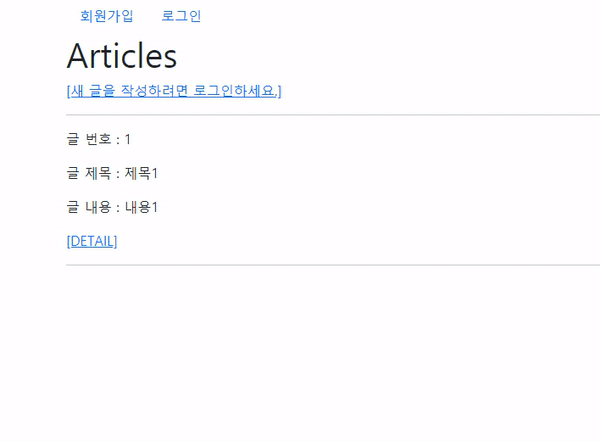 회원가입 로그인
Articles
[새 글을 작성하려면 로그인하세요.]
글 번호 : 1
글 제목 : 제목1
글 내용 : 내용1
[DETAIL]